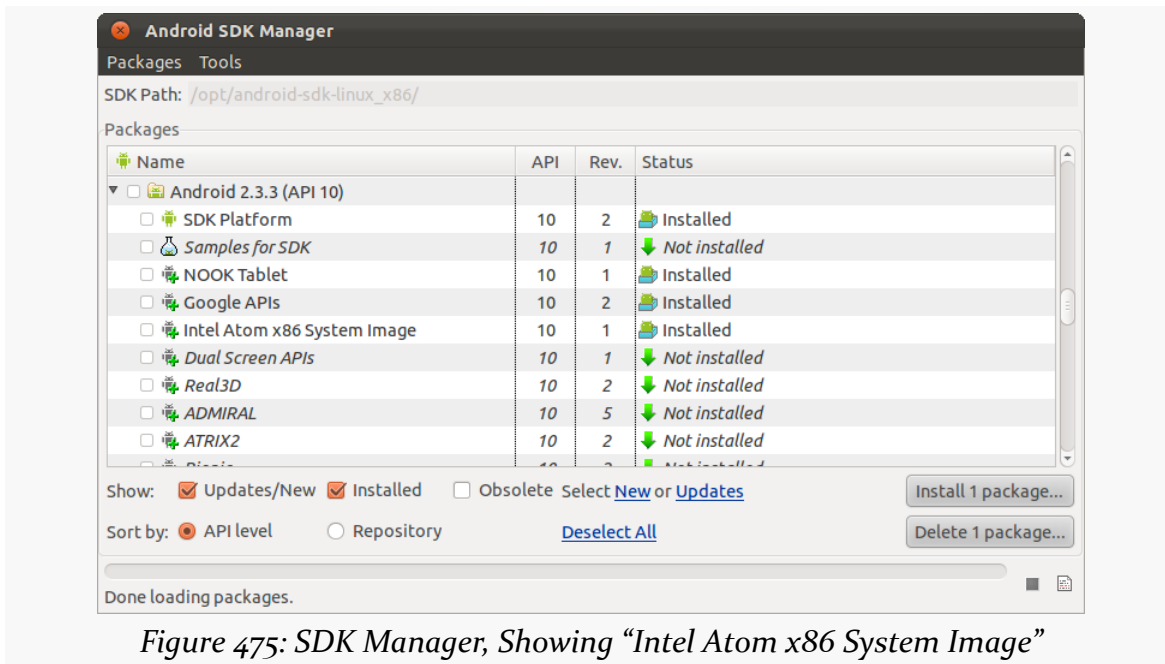 Android SDK Manager
Packages Tools
SDK Path: /opt/android-sdk-linux_x86/
Packages
Name API Rev. Status
Android 2.3.3 (API 10)
SDK Platform 10 2 Installed
Samples for SDK 10 1 Not installed
NOOK Tablet 10 1 Installed
Google APIs 10 2 Installed
Intel Atom x86 System Image 10 1 Installed
Dual Screen APIs 10 1 Not installed
Real3D 10 2 Not installed
ADMIRAL 10 5 Not installed
ATRIX2 10 2 Not installed
Show: Updates/New Installed Obsolete Select New or Updates Install 1 package...
Sort by: API level Repository Deselect All Delete 1 package...
Done loading packages.
Figure 475: SDK Manager, Showing “Intel Atom x86 System Image”